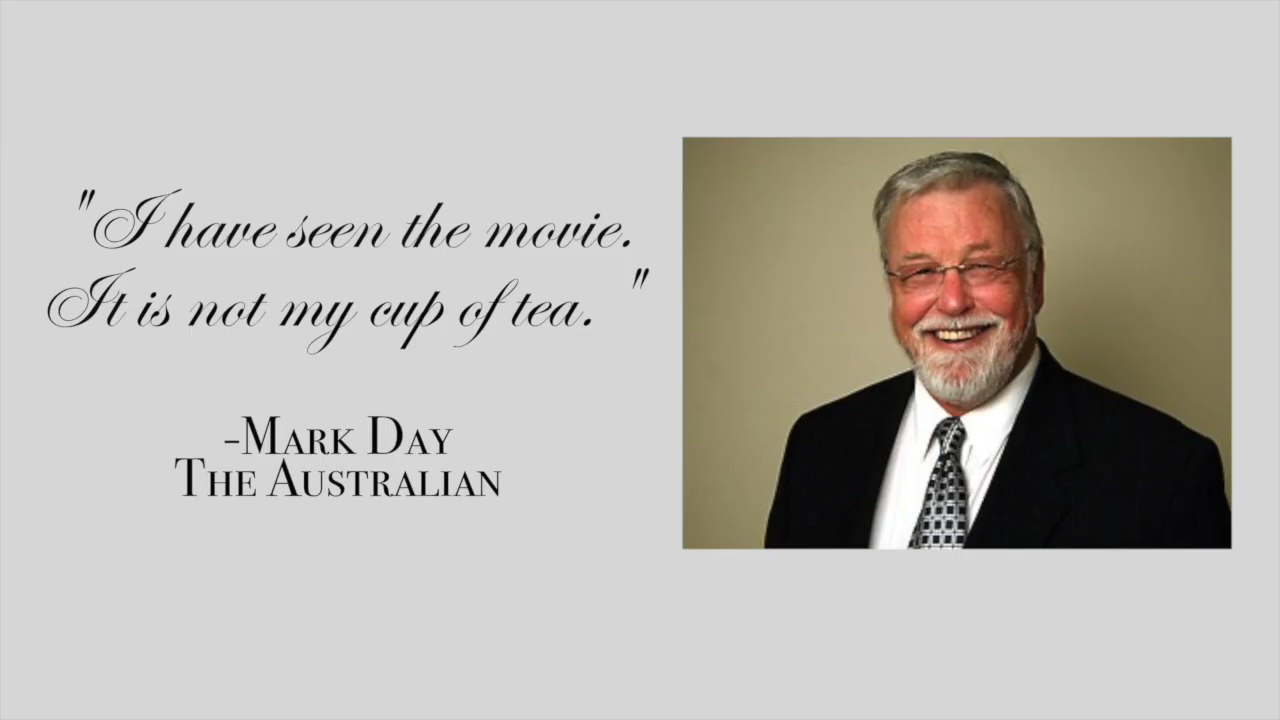 "I have seen the movie.
It is not my cup of tea. "
-Mark Day
The Australian